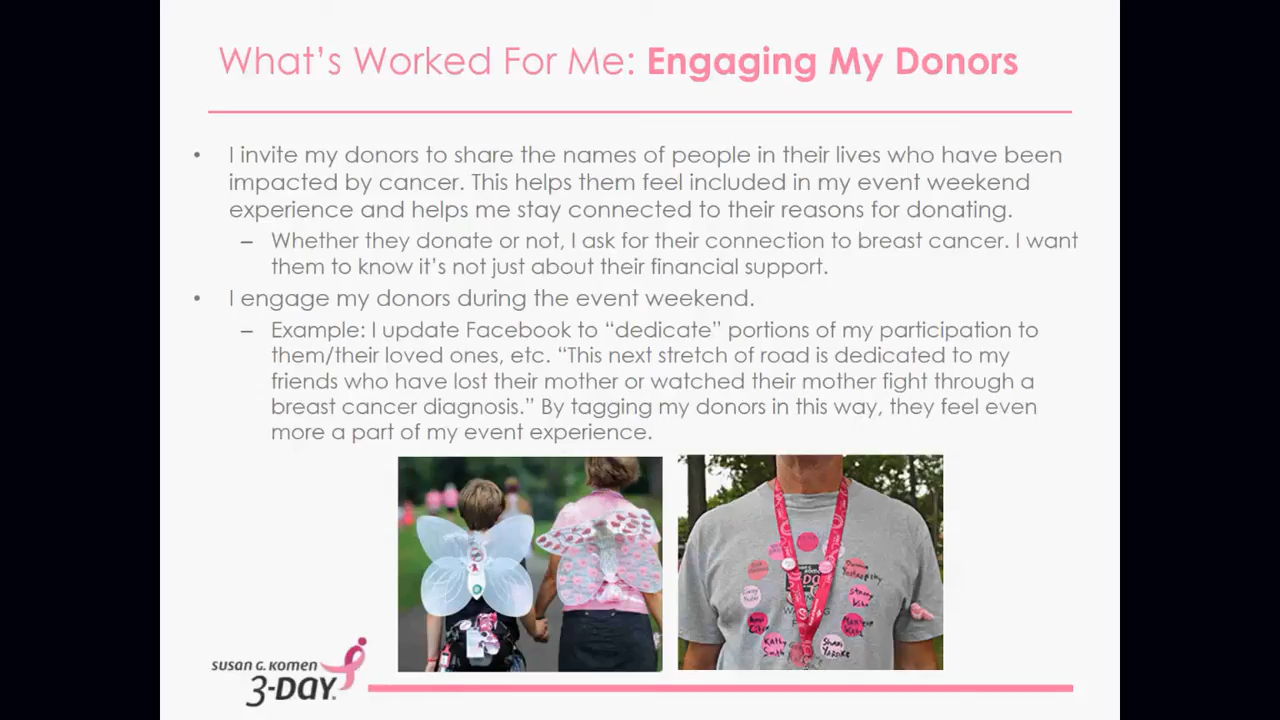 What's Worked For Me: Engaging My Donors
• I invite my donors to share the names of people in their lives who have been
impacted by cancer. This helps them feel included in my event weekend
experience and helps me stay connected to their reasons for donating.
– Whether they donate or not, I ask for their connection to breast cancer. I want
them to know it's not just about their financial support.
• I engage my donors during the event weekend.
– Example: I update Facebook to “dedicate” portions of my participation to
them/their loved ones, etc. “This next stretch of road is dedicated to my
friends who have lost their mother or watched their mother fight through a
breast cancer diagnosis.” By tagging my donors in this way, they feel even
more a part of my event experience.
Kathy
Smith
susan G. komen
3-DAY.